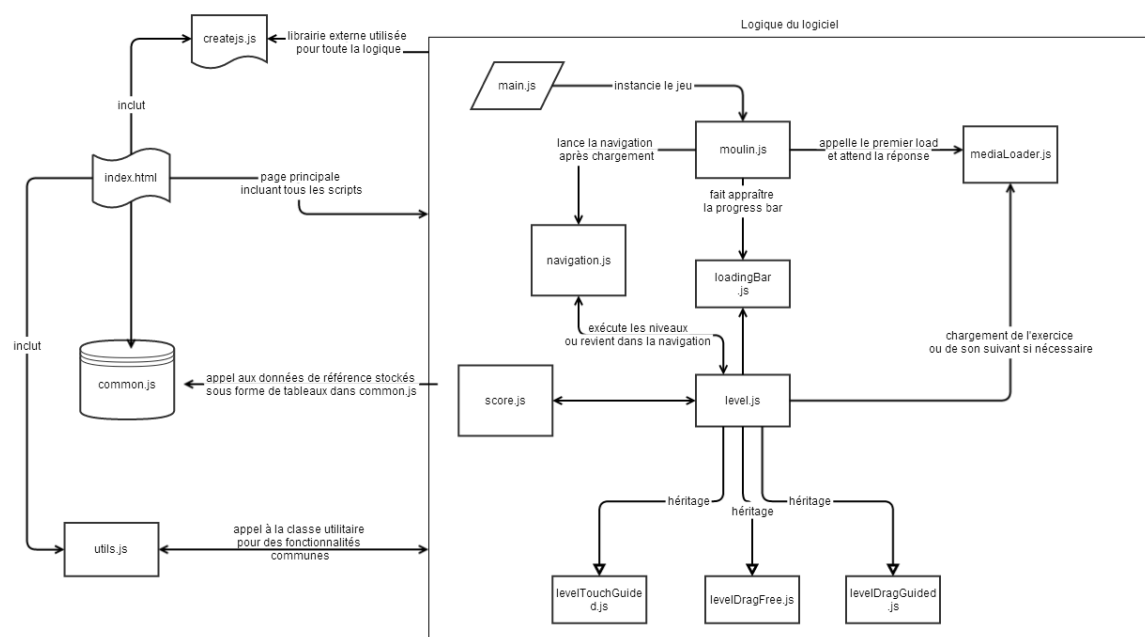 Logique du logiciel
createjs.js
librairie externe utilisée
pour toute la logique
main.js
instancie le jeu
inclut
lance la navigation
après chargement
moulin.js
appelle le premier load
et attend la réponse
mediaLoader.js
index.html
page principale
incluant tous les scripts
fait appraître
la progress bar
navigation.js
loadingBar
.js
inclut
exécute les niveaux
ou revient dans la navigation
chargement de l'exercice
ou de son suivant si nécessaire
common.js
appel aux données de référence stockés
sous forme de tableaux dans common.js
score.js
level.js
héritage
héritage
héritage
utils.js
appel à la classe utilitaire
pour des fonctionnalités
communes
levelTouchGuide
d.js
levelDragFree.js
levelDragGuided
.js